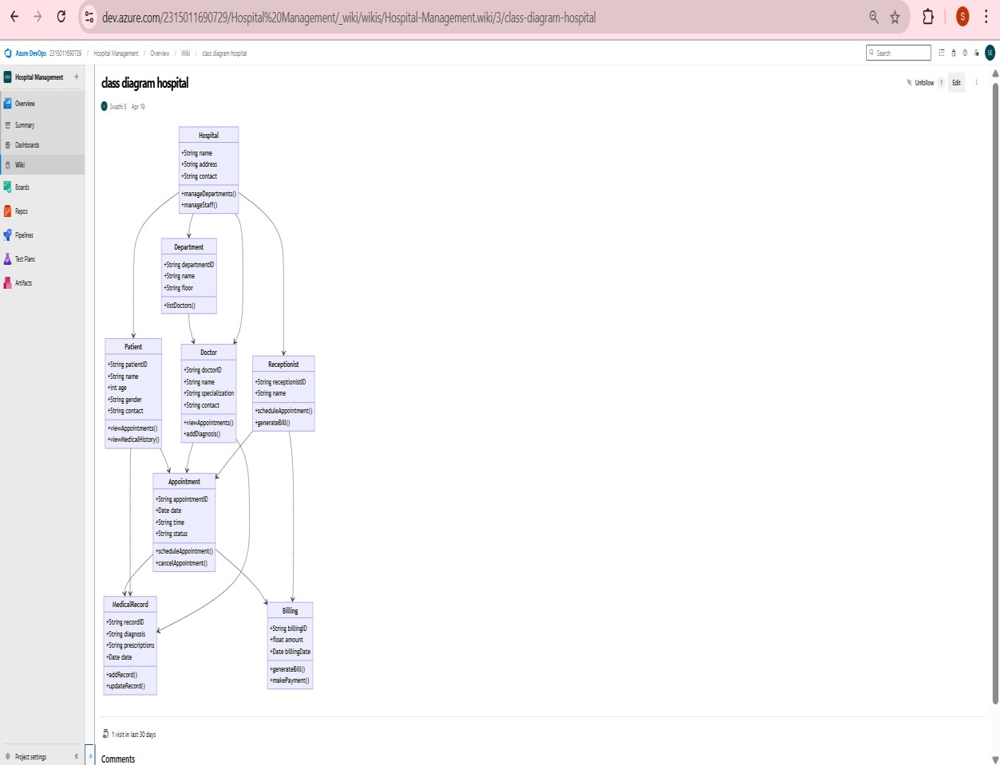 dev.azure.com/2315011690729/Hospital%20Management/_wiki/wikis/Hospital-Management.wiki/3/class-diagram-hospital
S
Azure DevOps 2315011690729 / Hospital Management / Overview / Wiki / class diagram hospital
Search
SE
Hospital Management +
Overview
Summary
Dashboards
Wiki
Boards
Repos
Pipelines
Test Plans
Artifacts
Project settings
class diagram hospital
Unfollow 1 Edit
Swathi E Apr 19
Hospital
+String name
+String address
+String contact
+manageDepartments()
+manageStaff()
Department
+String departmentID
+String name
+String floor
+listDoctors()
Patient
+String patientID
+String name
+int age
+String gender
+String contact
+viewAppointments()
+viewMedicalHistory()
Doctor
+String doctorID
+String name
+String specialization
+String contact
+viewAppointments()
+addDiagnosis()
Receptionist
+String receptionistID
+String name
+scheduleAppointment()
+generateBill()
Appointment
+String appointmentID
+Date date
+String time
+String status
+scheduleAppointment()
+cancelAppointment()
MedicalRecord
+String recordID
+String diagnosis
+String prescriptions
+Date date
+addRecord()
+updateRecord()
Billing
+String billingID
+float amount
+Date billingDate
+generateBill()
+makePayment()
1 visit in last 30 days
Comments